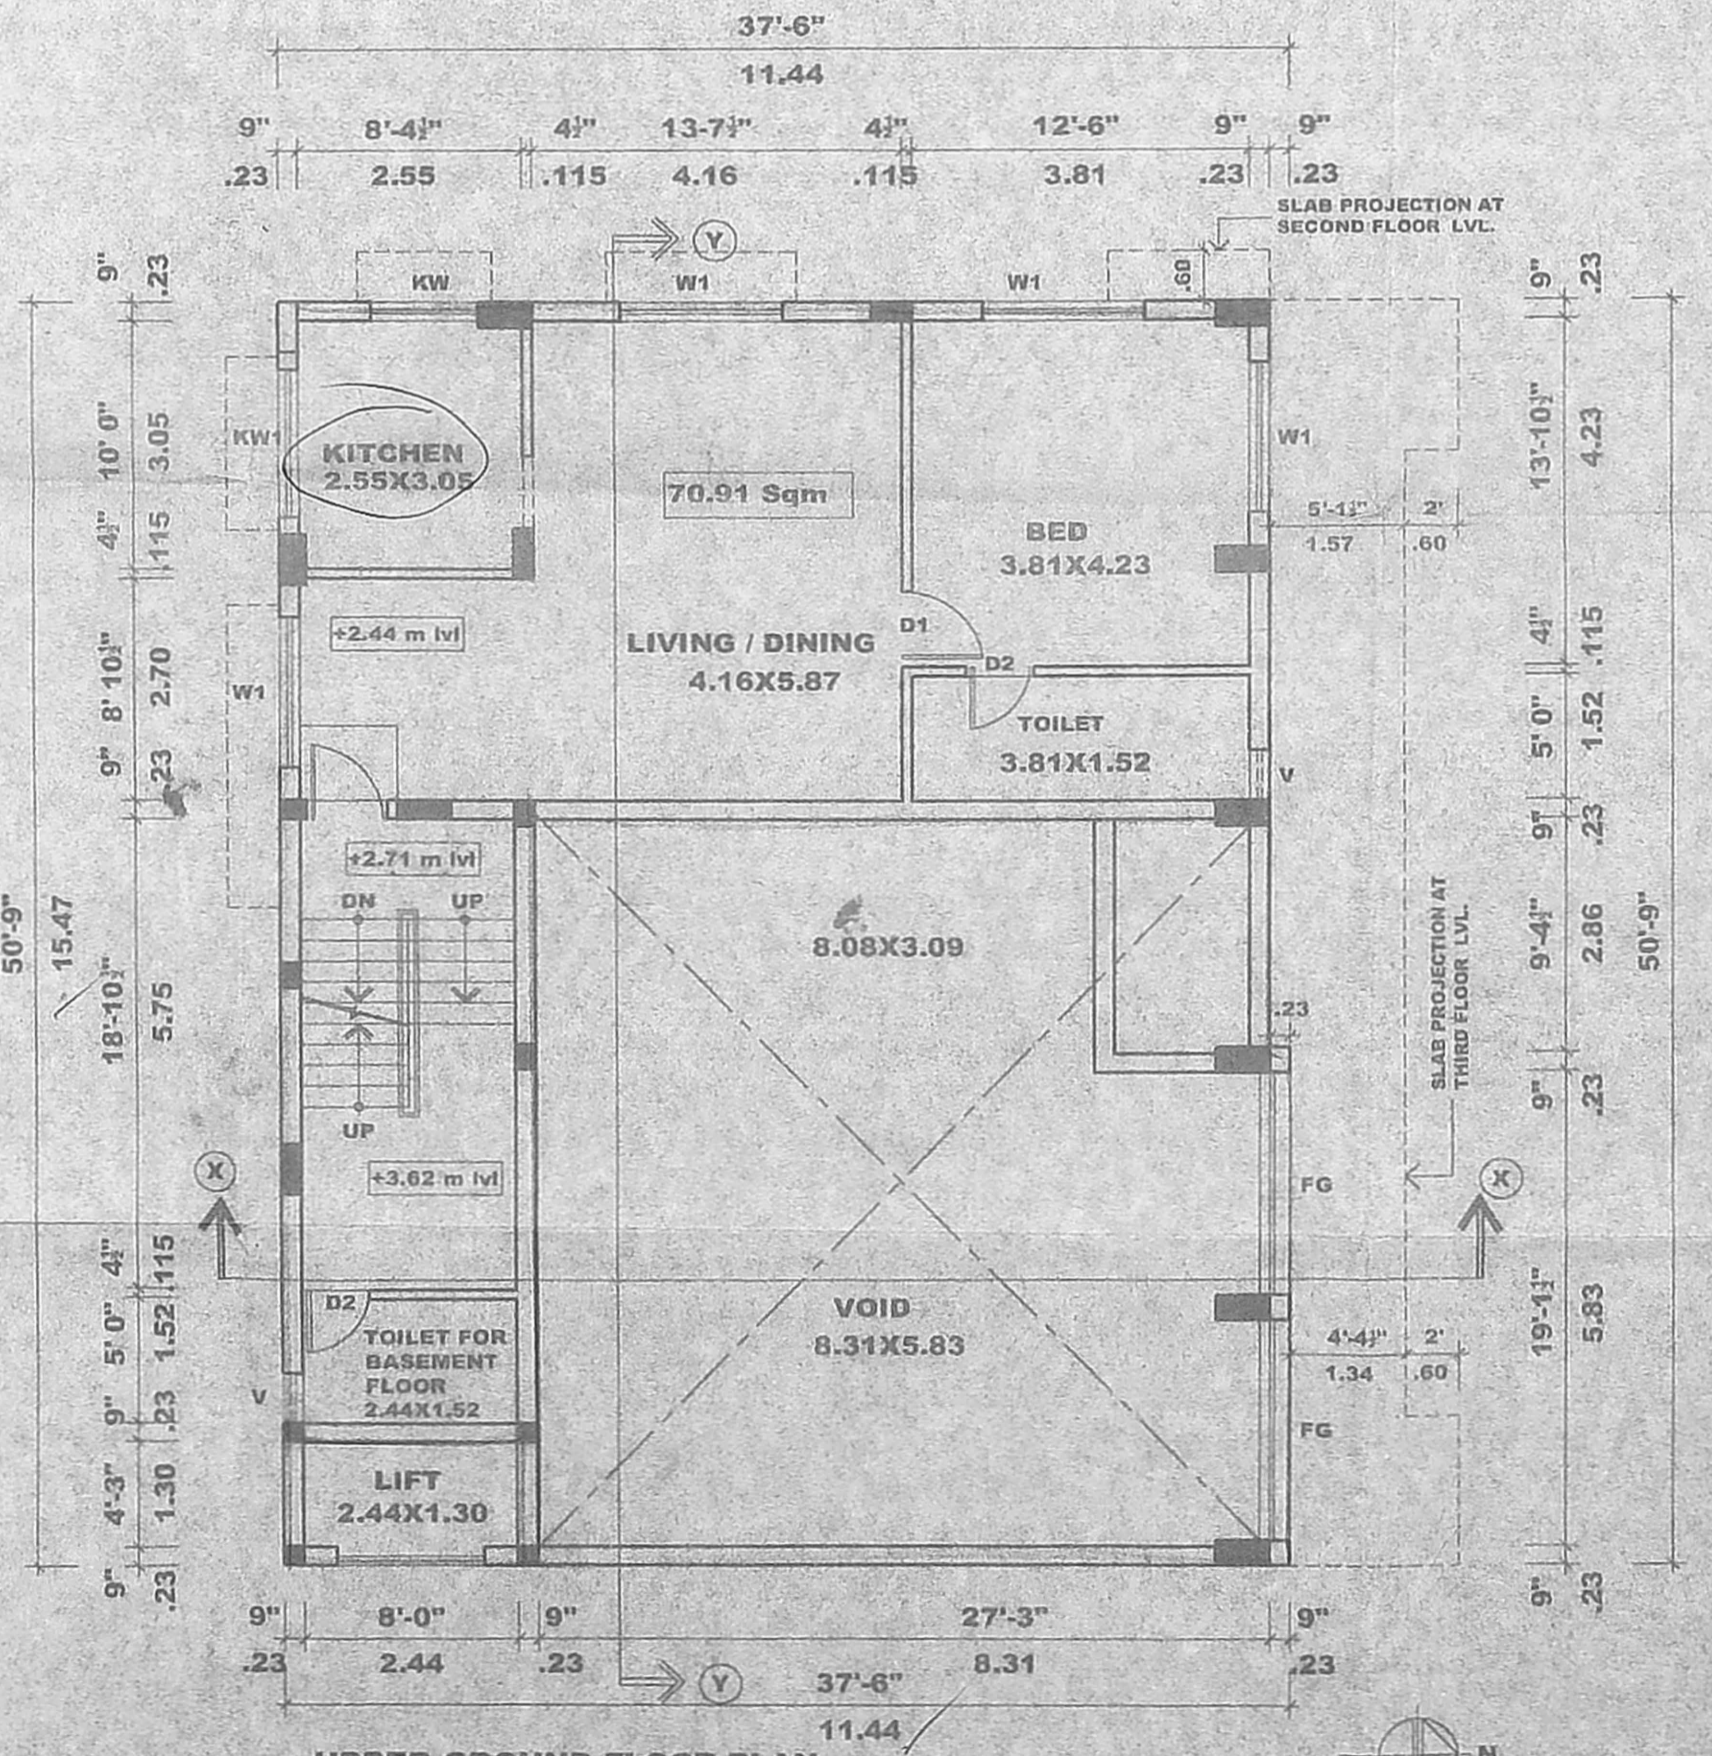 37'-6"
11.44
9" 8'-4½" 4½" 13-7½" 4½" 12'-6" 9" 9"
.23 2.55 .115 4.16 .115 3.81 .23 .23
SLAB PROJECTION AT
SECOND FLOOR LVL.
Y
.60
KW W1 W1
9" .23
9" .23
KW1
KITCHEN
2.55X3.05
70.91 Sqm
W1
10' 0" 3.05
13'-10½" 4.23
5'-1½" 2'
1.57 .60
4½" .115
BED
3.81X4.23
+2.44 m lvl
LIVING / DINING
4.16X5.87
D1
D2
4½" .115
8' 10½" 2.70
W1
TOILET
3.81X1.52
5' 0" 1.52
V
9" .23
9" .23
+2.71 m lvl
DN UP
8.08X3.09
50'-9" 15.47
18'-10½" 5.75
9'-4½" 2.86
50'-9"
SLAB PROJECTION AT
THIRD FLOOR LVL.
.23
9" .23
UP
X
+3.62 m lvl
FG
X
4½" .115
D2
TOILET FOR
BASEMENT
FLOOR
2.44X1.52
5' 0" 1.52
VOID
8.31X5.83
19'-1½" 5.83
4'-4½" 2'
1.34 .60
V
9" .23
FG
LIFT
2.44X1.30
4'-3" 1.30
9" .23
9" .23
9" 8'-0" 9" 27'-3" 9"
.23 2.44 .23 8.31 .23
Y
37'-6"
11.44
UPPER GROUND FLOOR PLAN
N